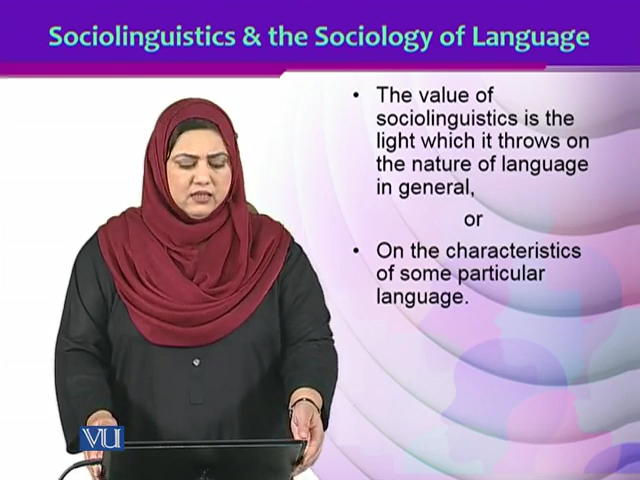 Sociolinguistics & the Sociology of Language
• The value of
sociolinguistics is the
light which it throws on
the nature of language
in general,
or
• On the characteristics
of some particular
language.
VU